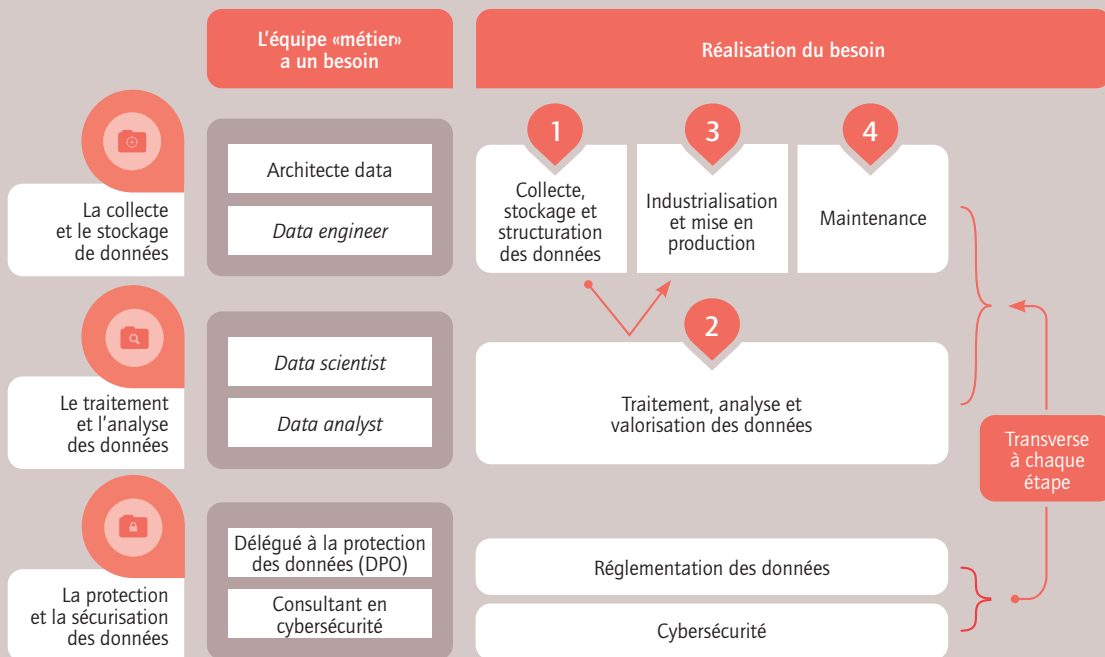 L'équipe «métier»
a un besoin
Réalisation du besoin
La collecte
et le stockage
de données
Architecte data
Data engineer
1
Collecte,
stockage et
structuration
des données
3
Industrialisation
et mise en
production
4
Maintenance
Le traitement
et l'analyse
des données
Data scientist
Data analyst
2
Traitement, analyse et
valorisation des données
Transverse
à chaque
étape
La protection
et la sécurisation
des données
Délégué à la protection
des données (DPO)
Consultant en
cybersécurité
Réglementation des données
Cybersécurité